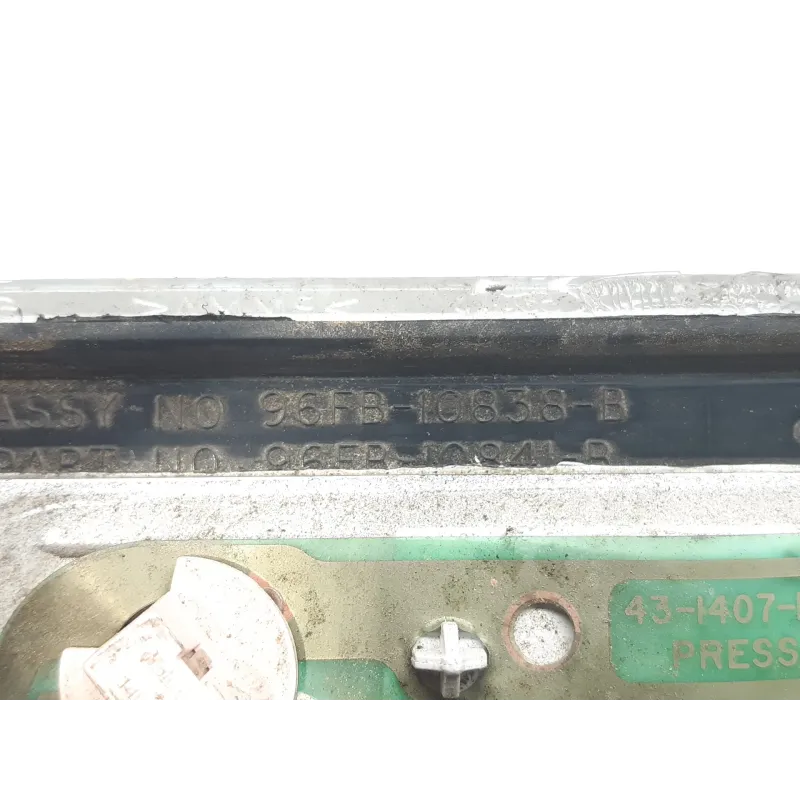 ASSY NO 96FB-10838-B
PART NO 96FB-10841-B
43-1407-
PRESS